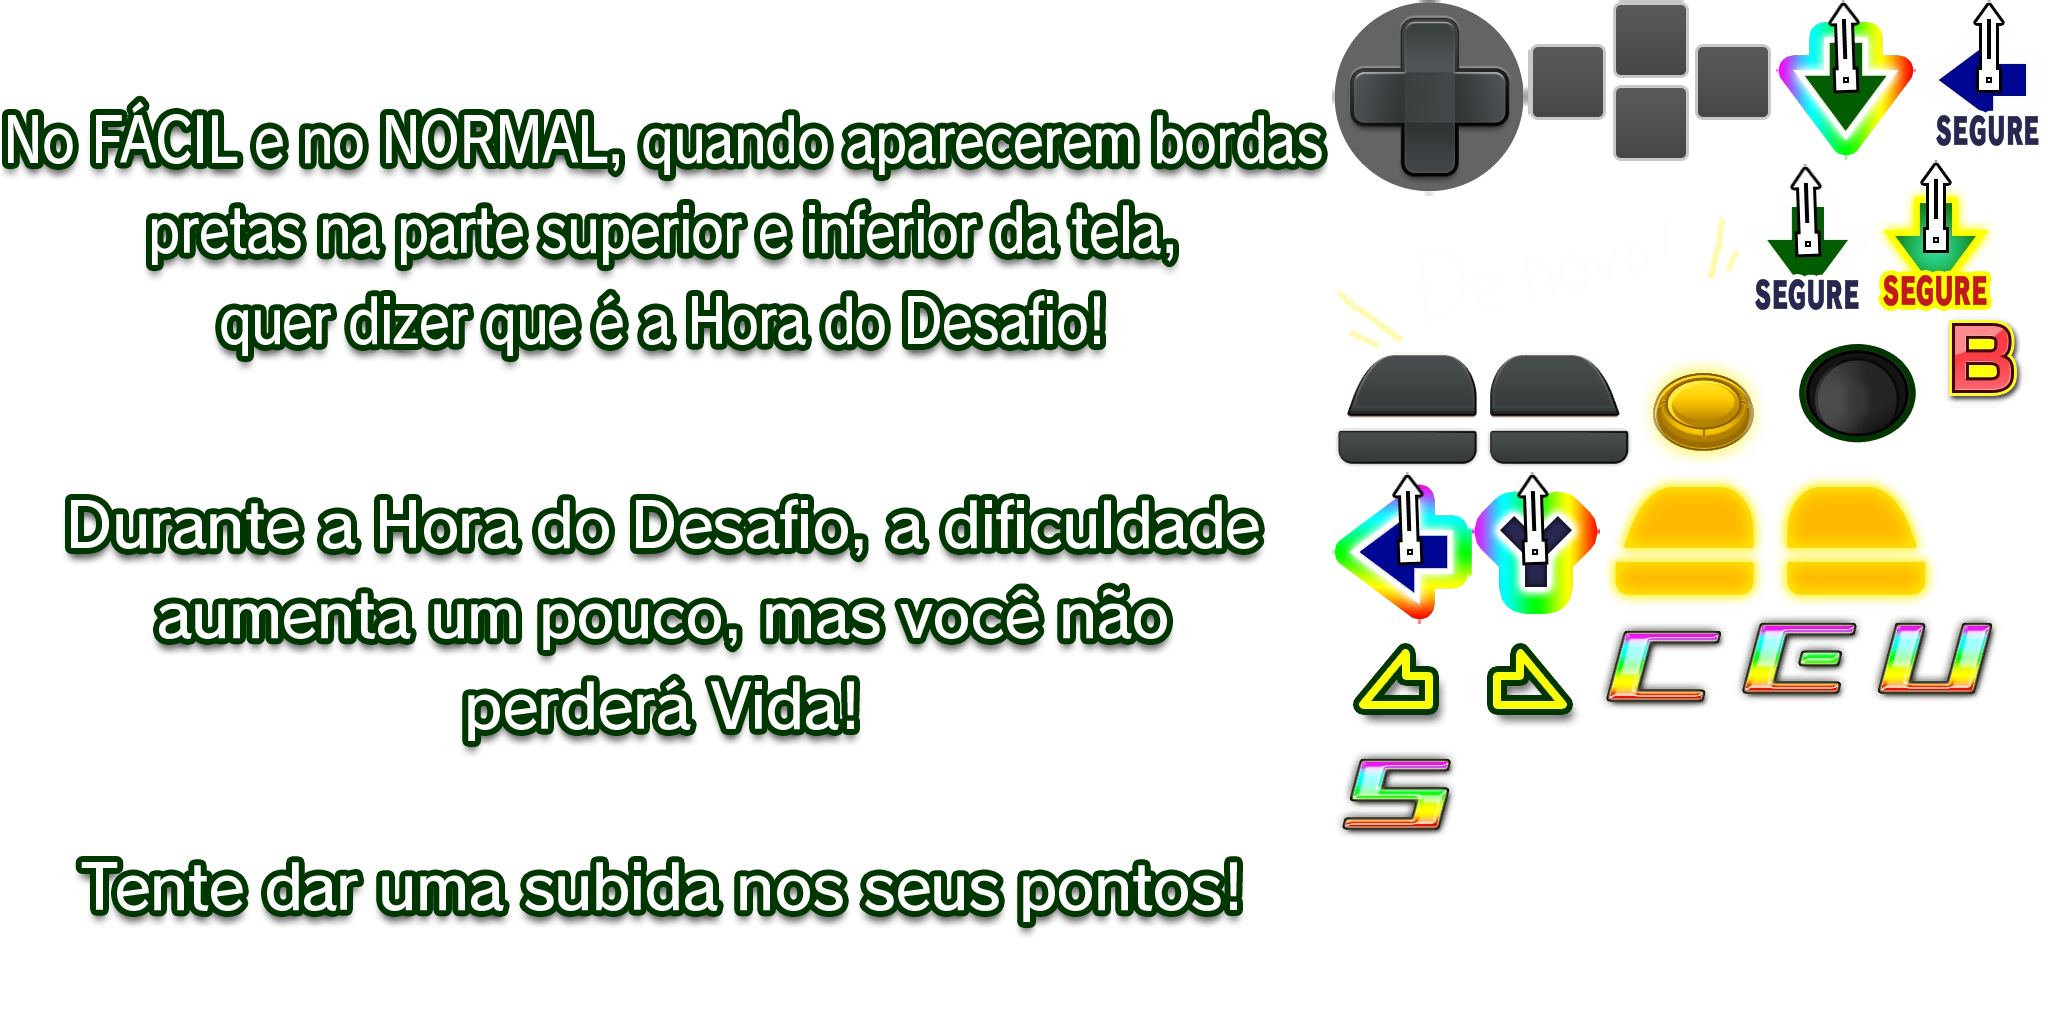 No FÁCIL e no NORMAL, quando aparecerem bordas
pretas na parte superior e inferior da tela,
quer dizer que é a Hora do Desafio!
Durante a Hora do Desafio, a dificuldade
aumenta um pouco, mas você não
perderá Vida!
Tente dar uma subida nos seus pontos!
SEGURE
De novo!
SEGURE
SEGURE
B
Y
C E U
S